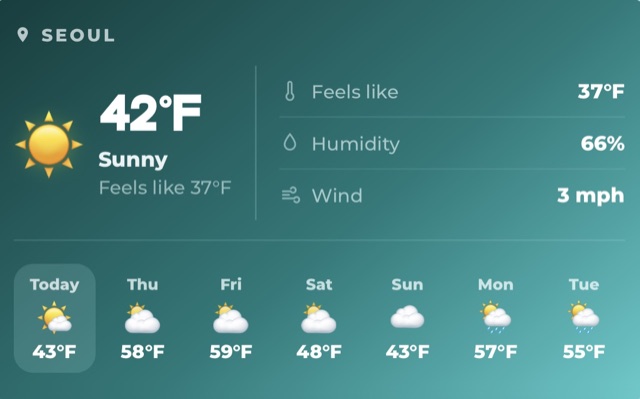 SEOUL
42°F
Sunny
Feels like 37°F
Feels like 37°F
Humidity 66%
Wind 3 mph
Today Thu Fri Sat Sun Mon Tue
43°F 58°F 59°F 48°F 43°F 57°F 55°F